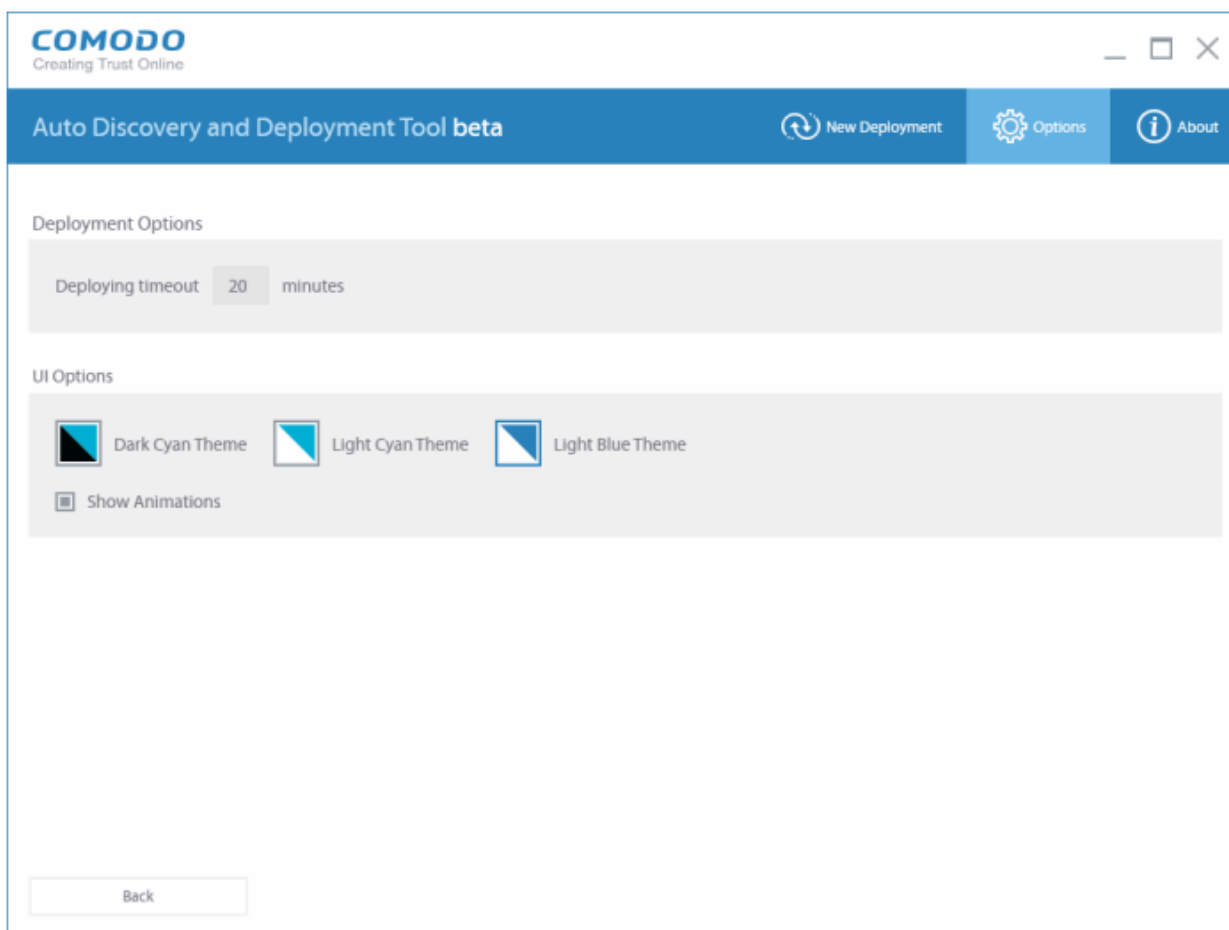 COMODO
Creating Trust Online
Auto Discovery and Deployment Tool beta
New Deployment
Options
About
Deployment Options
Deploying timeout 20 minutes
UI Options
Dark Cyan Theme Light Cyan Theme Light Blue Theme
Show Animations
Back